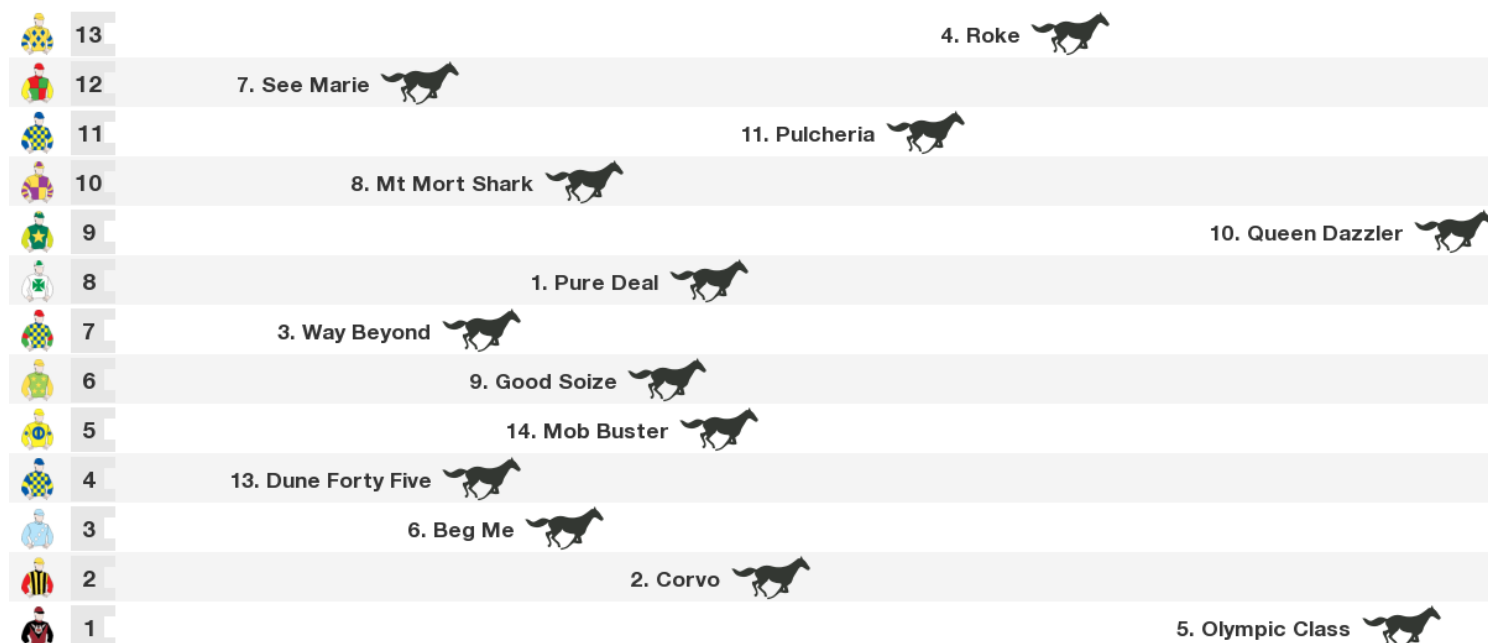 13 4. Roke
12 7. See Marie
11 11. Pulcheria
10 8. Mt Mort Shark
9 10. Queen Dazzler
8 1. Pure Deal
7 3. Way Beyond
6 9. Good Soize
5 14. Mob Buster
4 13. Dune Forty Five
3 6. Beg Me
2 2. Corvo
1 5. Olympic Class